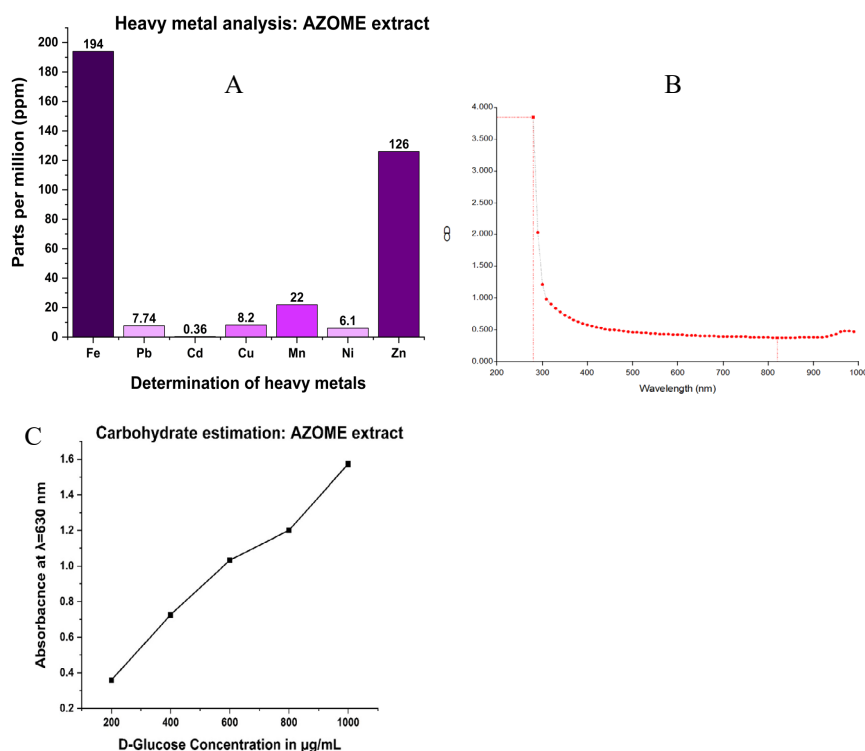 Heavy metal analysis: AZOME extract
A
Parts per million (ppm)
200
180
160
140
120
100
80
60
40
20
0
194
7.74
0.36
8.2
22
6.1
126
Fe Pb Cd Cu Mn Ni Zn
Determination of heavy metals
B
4.000
3.500
3.000
2.500
2.000
1.500
1.000
0.500
0.000
200 300 400 500 600 700 800 900 1000
Wavelength (nm)
C
Carbohydrate estimation: AZOME extract
Absorbacnce at λ=630 nm
1.6
1.4
1.2
1.0
0.8
0.6
0.4
0.2
200 400 600 800 1000
D-Glucose Concentration in µg/mL